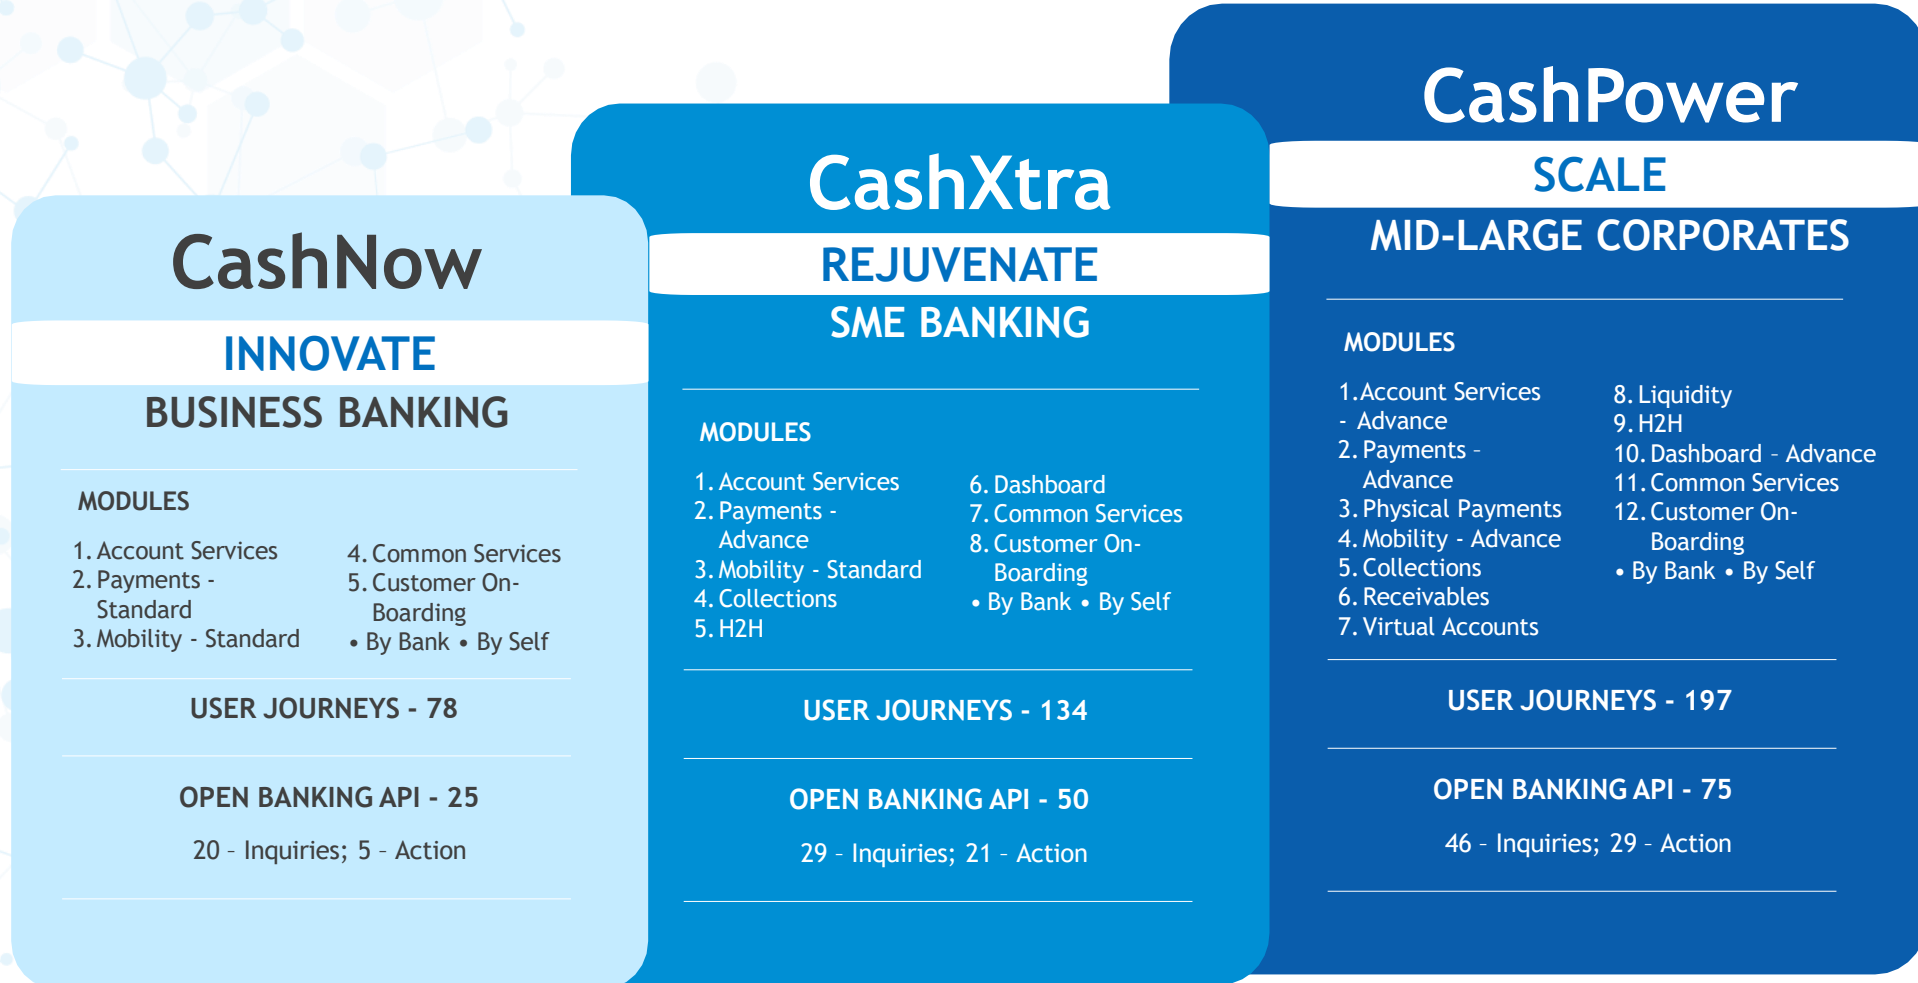 CashNow
INNOVATE
BUSINESS BANKING
MODULES
1. Account Services
2. Payments -
Standard
3. Mobility - Standard
4. Common Services
5. Customer On-
Boarding
• By Bank • By Self
USER JOURNEYS - 78
OPEN BANKING API - 25
20 – Inquiries; 5 – Action
CashXtra
REJUVENATE
SME BANKING
MODULES
1. Account Services
2. Payments -
Advance
3. Mobility - Standard
4. Collections
5. H2H
6. Dashboard
7. Common Services
8. Customer On-
Boarding
• By Bank • By Self
USER JOURNEYS - 134
OPEN BANKING API - 50
29 – Inquiries; 21 – Action
CashPower
SCALE
MID-LARGE CORPORATES
MODULES
1.Account Services
- Advance
2. Payments –
Advance
3. Physical Payments
4. Mobility - Advance
5. Collections
6. Receivables
7. Virtual Accounts
8. Liquidity
9. H2H
10. Dashboard – Advance
11. Common Services
12. Customer On-
Boarding
• By Bank • By Self
USER JOURNEYS - 197
OPEN BANKING API - 75
46 – Inquiries; 29 – Action